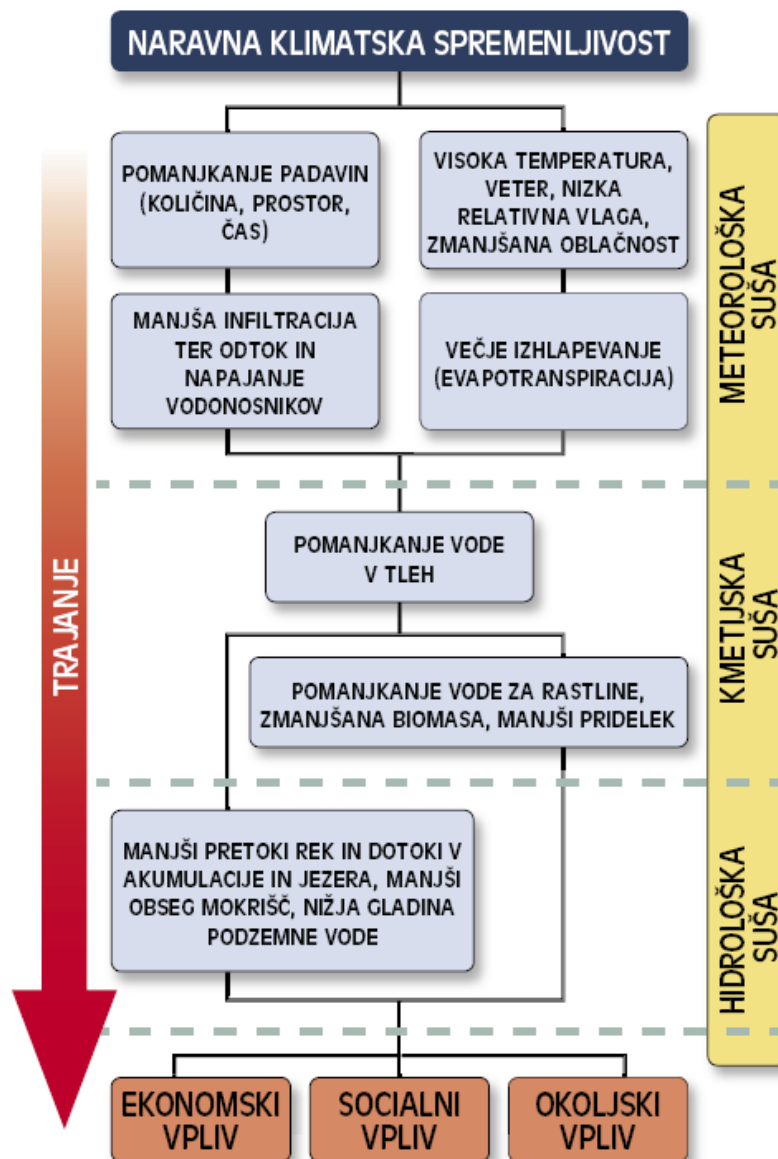 NARAVNA KLIMATSKA SPREMENLJIVOST
POMANJKANJE PADAVIN
(KOLIČINA, PROSTOR,
ČAS)
VISOKA TEMPERATURA,
VETER, NIZKA
RELATIVNA VLAGA,
ZMANJŠANA OBLAČNOST
MANJŠA INFILTRACIJA
TER ODTOK IN
NAPAJANJE
VODONOSNIKOV
VEČJE IZHLAPEVANJE
(EVAPOTRANSPIRACIJA)
METEOROLOŠKA
SUŠA
TRAJANJE
POMANJKANJE VODE
V TLEH
POMANJKANJE VODE ZA RASTLINE,
ZMANJŠANA BIOMASA, MANJŠI PRIDELEK
KMETIJSKA
SUŠA
MANJŠI PRETOKI REK IN DOTOKI V
AKUMULACIJE IN JEZERA, MANJŠI
OBSEG MOKRIŠČ, NIŽJA GLADINA
PODZEMNE VODE
HIDROLOŠKA
SUŠA
EKONOMSKI
VPLIV
SOCIALNI
VPLIV
OKOLJSKI
VPLIV